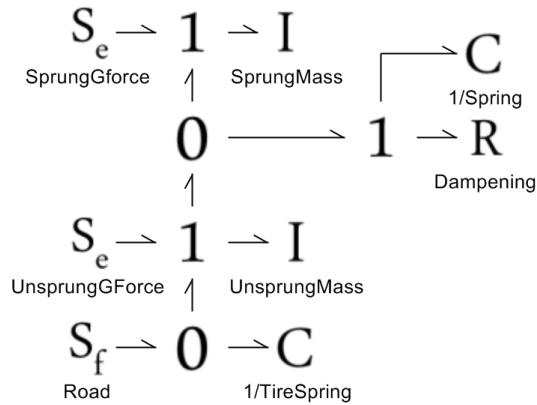 Se 1 I
SprungGforce SprungMass
C
1/Spring
0 1 R
Dampening
Se 1 I
UnsprungGForce UnsprungMass
Sf 0 C
Road 1/TireSpring